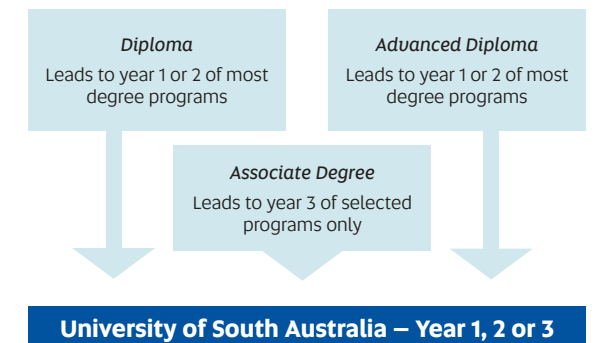 Diploma
Leads to year 1 or 2 of most
degree programs
Advanced Diploma
Leads to year 1 or 2 of most
degree programs
Associate Degree
Leads to year 3 of selected
programs only
University of South Australia – Year 1, 2 or 3